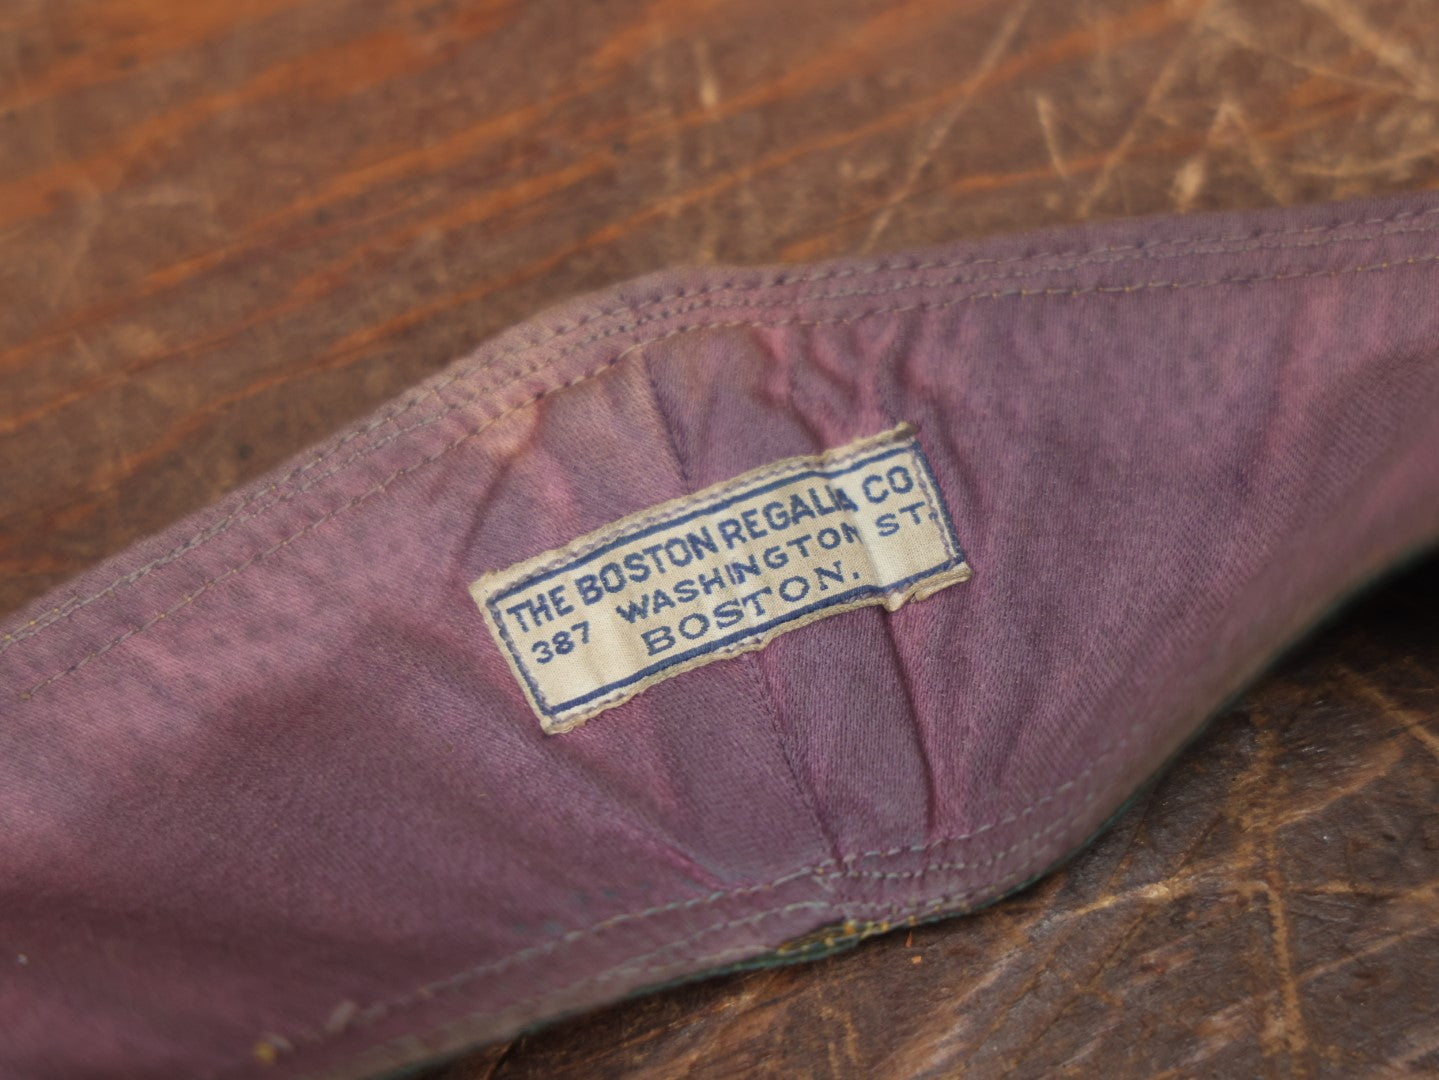 THE BOSTON REGALIA CO
387 WASHINGTON ST.
BOSTON.